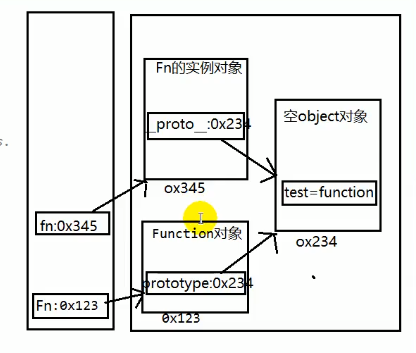 s.
fn:0x345
Fn:0x123
Fn的实例对象
__proto__:0x234
ox345
Function对象
prototype:0x234
0x123
空object对象
test=function
ox234